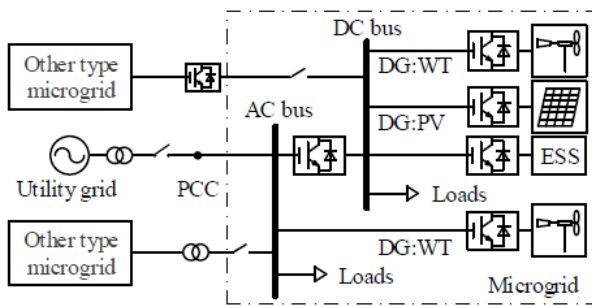 DC bus
Other type
microgrid
DG:WT
AC bus
DG:PV
Utility grid
PCC
ESS
Loads
Other type
microgrid
DG:WT
Loads
Microgrid